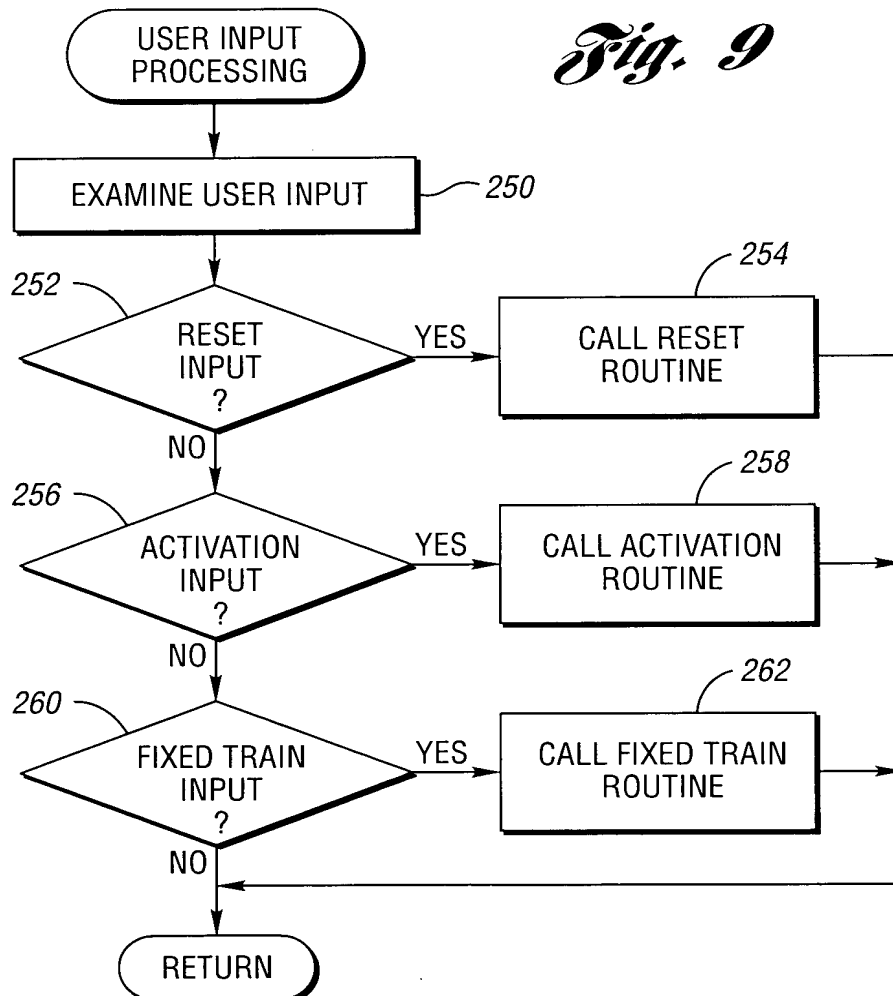 USER INPUT
PROCESSING
Fig. 9
EXAMINE USER INPUT
250
252
RESET
INPUT
?
YES
254
CALL RESET
ROUTINE
NO
256
ACTIVATION
INPUT
?
YES
258
CALL ACTIVATION
ROUTINE
NO
260
FIXED TRAIN
INPUT
?
YES
262
CALL FIXED TRAIN
ROUTINE
NO
RETURN